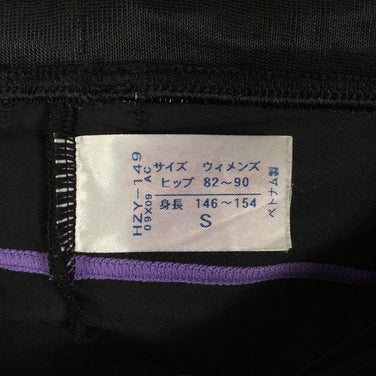 サイズ　ウィメンズ
ヒップ　82～90
身長　146～154
S
HZY-149
09X09 AC
ベトナム製